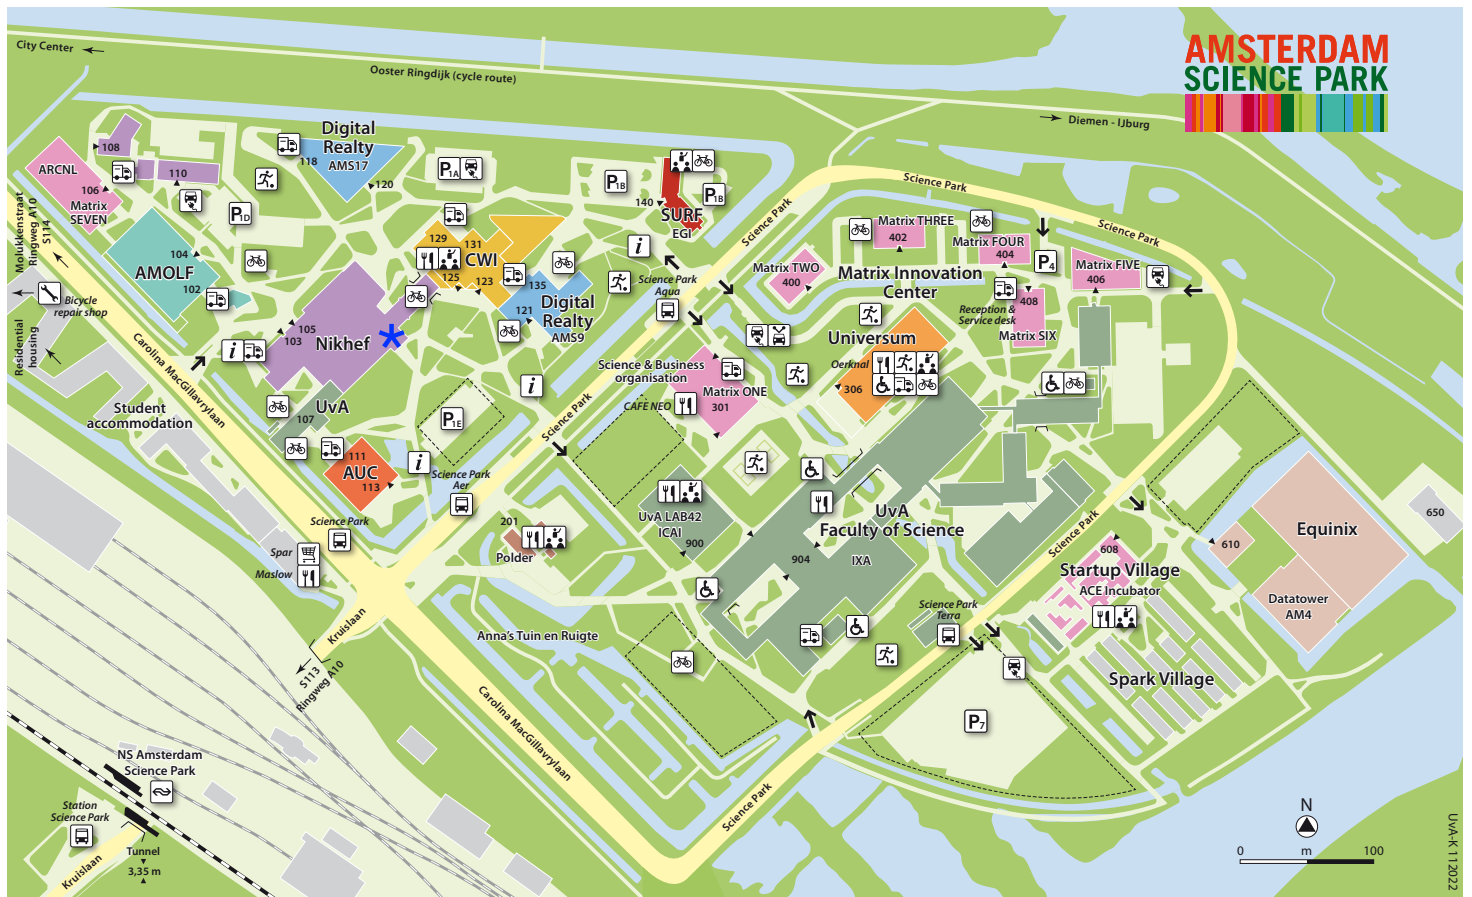 AMSTERDAM
SCIENCE PARK
City Center
Ooster Ringdijk (cycle route)
Diemen - IJburg
Digital
Realty
AMS17
118
120
108
110
ARCNL
106
Matrix
SEVEN
P1A
P1B
P1B
P1D
140
SURF
EGI
Science Park
Science Park
Science Park
Molukkenstraat
Ringweg A10
S114
AMOLF
104
102
129
131
CWI
125
123
135
Digital
Realty
AMS9
121
i
Science Park
Aqua
Matrix TWO
400
Matrix THREE
402
Matrix FOUR
404
P4
Matrix FIVE
406
Matrix Innovation
Center
408
Reception &
Service desk
Matrix SIX
Bicycle
repair shop
Residential
housing
105
103
Nikhef
i
Carolina MacGillavrylaan
Student
accommodation
UvA
107
P1E
i
111
AUC
113
i
Science Park
Aer
Science Park
Science & Business
organisation
Matrix ONE
301
CAFE NEO
Universum
Oerknal
306
UvA LAB42
ICAI
900
UvA
Faculty of Science
904
IXA
Science Park
Spar
Maslow
201
Polder
Kruislaan
S113
Ringweg A10
Anna's Tuin en Ruigte
Carolina MacGillavrylaan
Science Park
Science Park
Terra
Science Park
608
Startup Village
ACE Incubator
610
Equinix
Datatower
AM4
650
Spark Village
P7
NS Amsterdam
Science Park
Station
Science Park
Tunnel
3,35 m
Kruislaan
N
0 m 100
UvA-K 112022